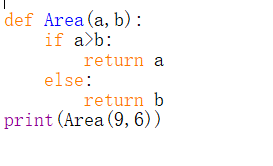 def Area(a,b):
    if a>b:
        return a
    else:
        return b
print(Area(9,6))